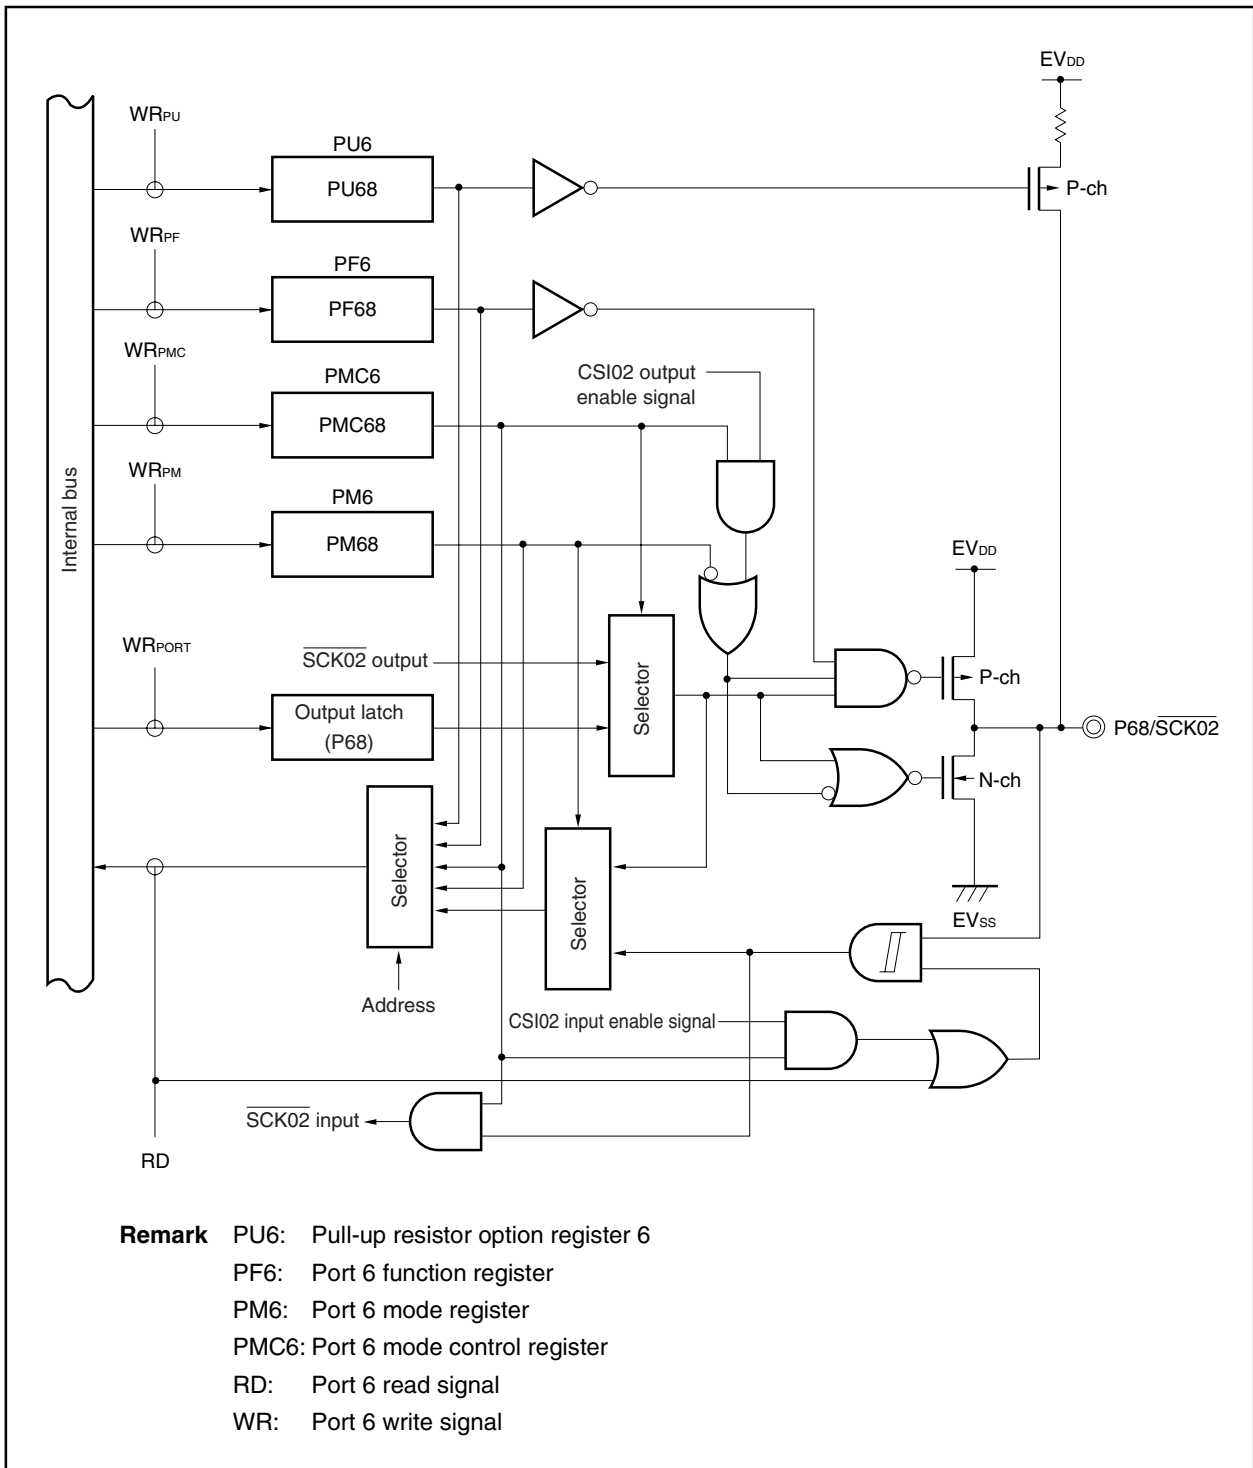 EVDD
WRPU
PU6
PU68
P-ch
WRPF
PF6
PF68
WRPMC
PMC6
PMC68
CSI02 output
enable signal
WRPM
PM6
PM68
Internal bus
EVDD
WRPORT
SCK02 output
Output latch
(P68)
Selector
P-ch
P68/SCK02
N-ch
Selector
Selector
EVSS
Address
CSI02 input enable signal
SCK02 input
RD
Remark PU6: Pull-up resistor option register 6
PF6: Port 6 function register
PM6: Port 6 mode register
PMC6: Port 6 mode control register
RD: Port 6 read signal
WR: Port 6 write signal